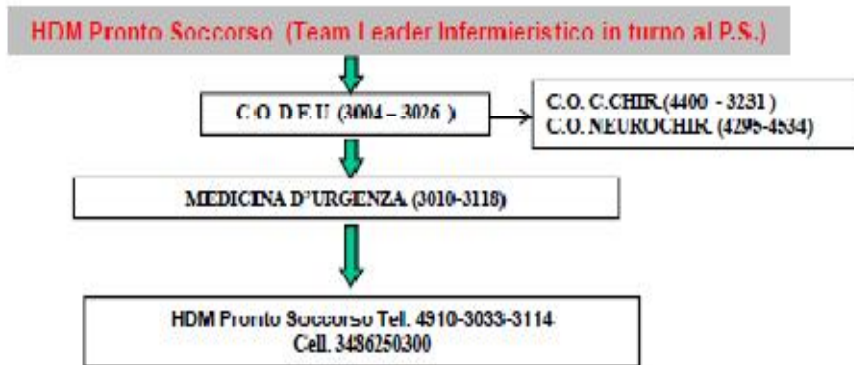 HDM Pronto Soccorso (Team Leader Infermieristico in turno al P.S.)
C.O. D.E.U. (3004 – 3026 )
C.O. C.CHIR.(4400 - 3231 )
C.O. NEUROCHIR. (4295-4534)
MEDICINA D'URGENZA (3010-3118)
HDM Pronto Soccorso Tel. 4910-3033-3114
Cell. 3486250300